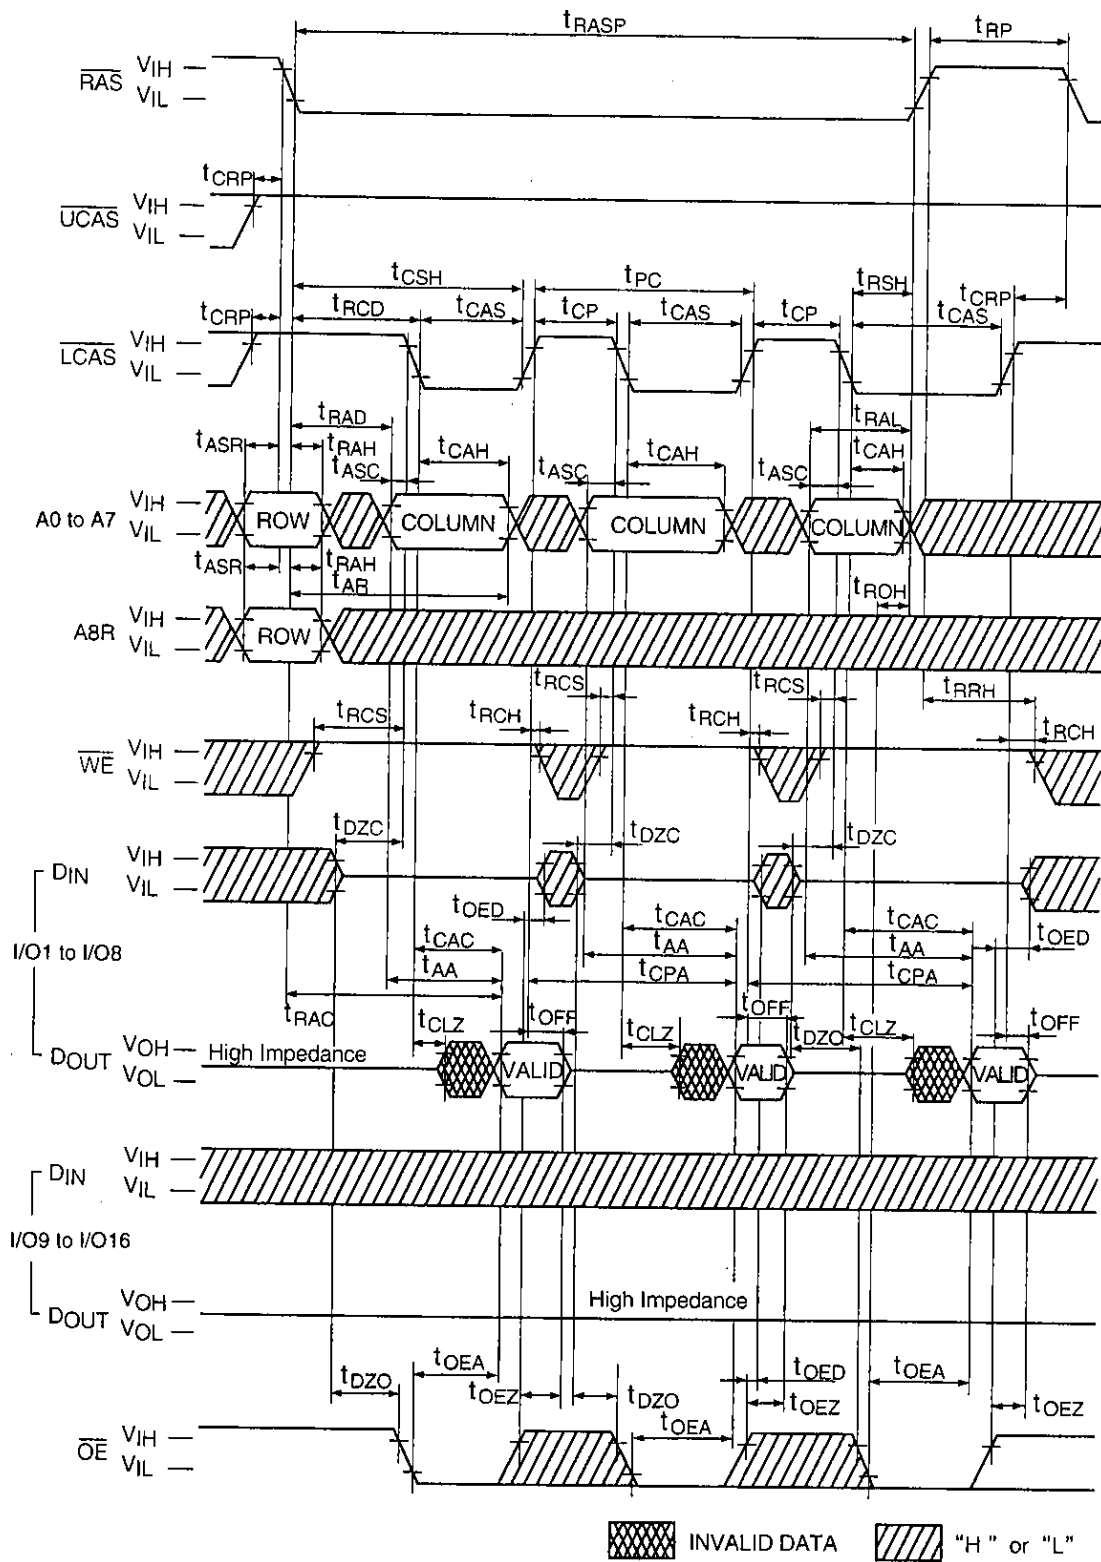 tRASP tRP
RAS VIH VIL
tCRP
UCAS VIH VIL
tCSH tPC tRSH tCRP
tCRP tRCD tCAS tCP tCAS tCP tCAS
LCAS VIH VIL
tRAD tRAL
tASR tRAH tCAH tCAH tCAH
tASC tASC tASC
A0 to A7 VIH VIL ROW COLUMN COLUMN COLUMN
tASR tRAH
tAR tROH
A8R VIH VIL ROW
tRCS tRCS tRRH
tRCS tRCH tRCH tRCH
WE VIH VIL
tDZC tDZC tDZC
DIN VIH VIL
tOED tCAC tCAC tOED
I/O1 to I/O8
tCAC tAA tAA
tAA tCPA tCPA
tRAC tOFF tOFF
tCLZ tCLZ tDZO tCLZ tOFF
DOUT VOH VOL High Impedance VALID VALID VALID
DIN VIH VIL
I/O9 to I/O16
DOUT VOH VOL High Impedance
tDZO tOEA tOEZ tDZO tOED tOEA
tOEA tOEZ tOEZ
OE VIH VIL
INVALID DATA "H" or "L"